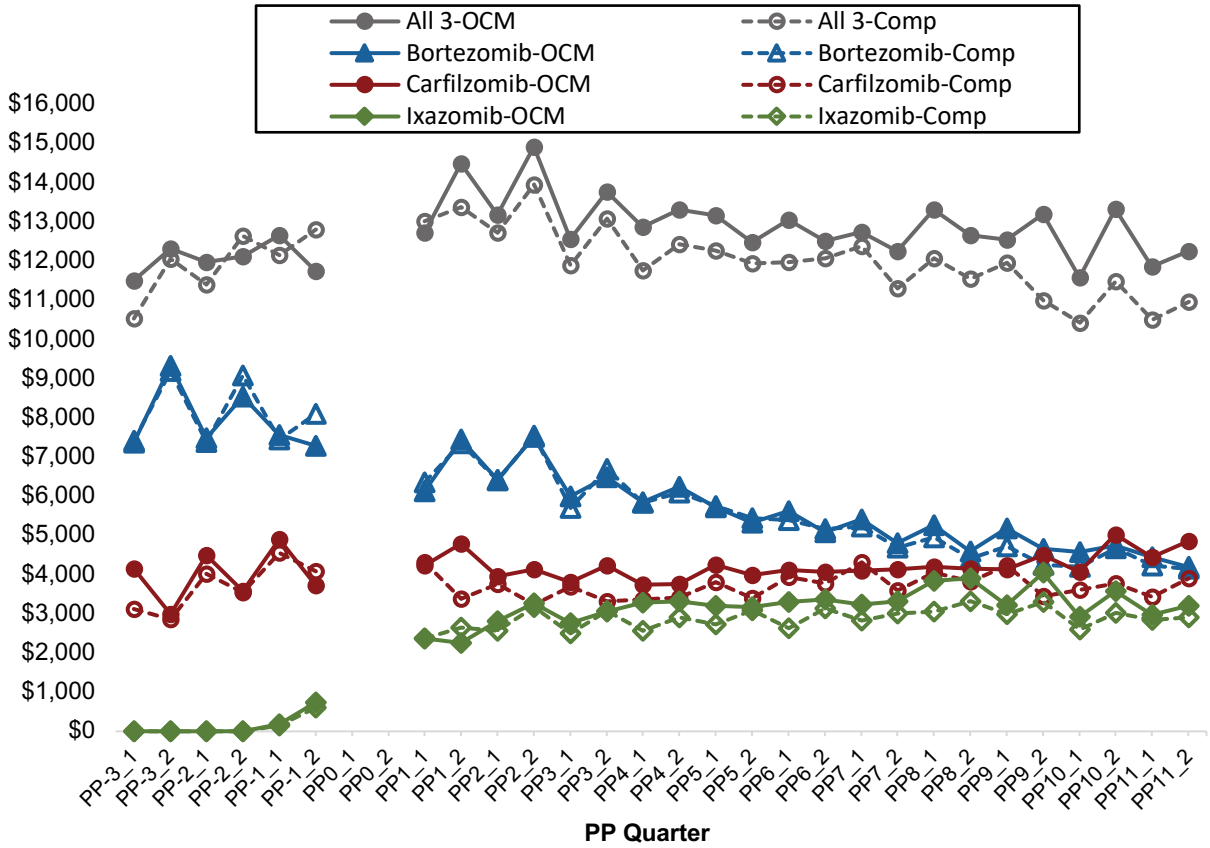 All 3-OCM All 3-Comp
Bortezomib-OCM Bortezomib-Comp
Carfilzomib-OCM Carfilzomib-Comp
Ixazomib-OCM Ixazomib-Comp
$16,000
$15,000
$14,000
$13,000
$12,000
$11,000
$10,000
$9,000
$8,000
$7,000
$6,000
$5,000
$4,000
$3,000
$2,000
$1,000
$0
PP-3_1 PP-3_2 PP-2_1 PP-2_2 PP-1_1 PP-1_2 PP0_1 PP0_2 PP1_1 PP1_2 PP2_1 PP2_2 PP3_1 PP3_2 PP4_1 PP4_2 PP5_1 PP5_2 PP6_1 PP6_2 PP7_1 PP7_2 PP8_1 PP8_2 PP9_1 PP9_2 PP10_1 PP10_2 PP11_1 PP11_2
PP Quarter